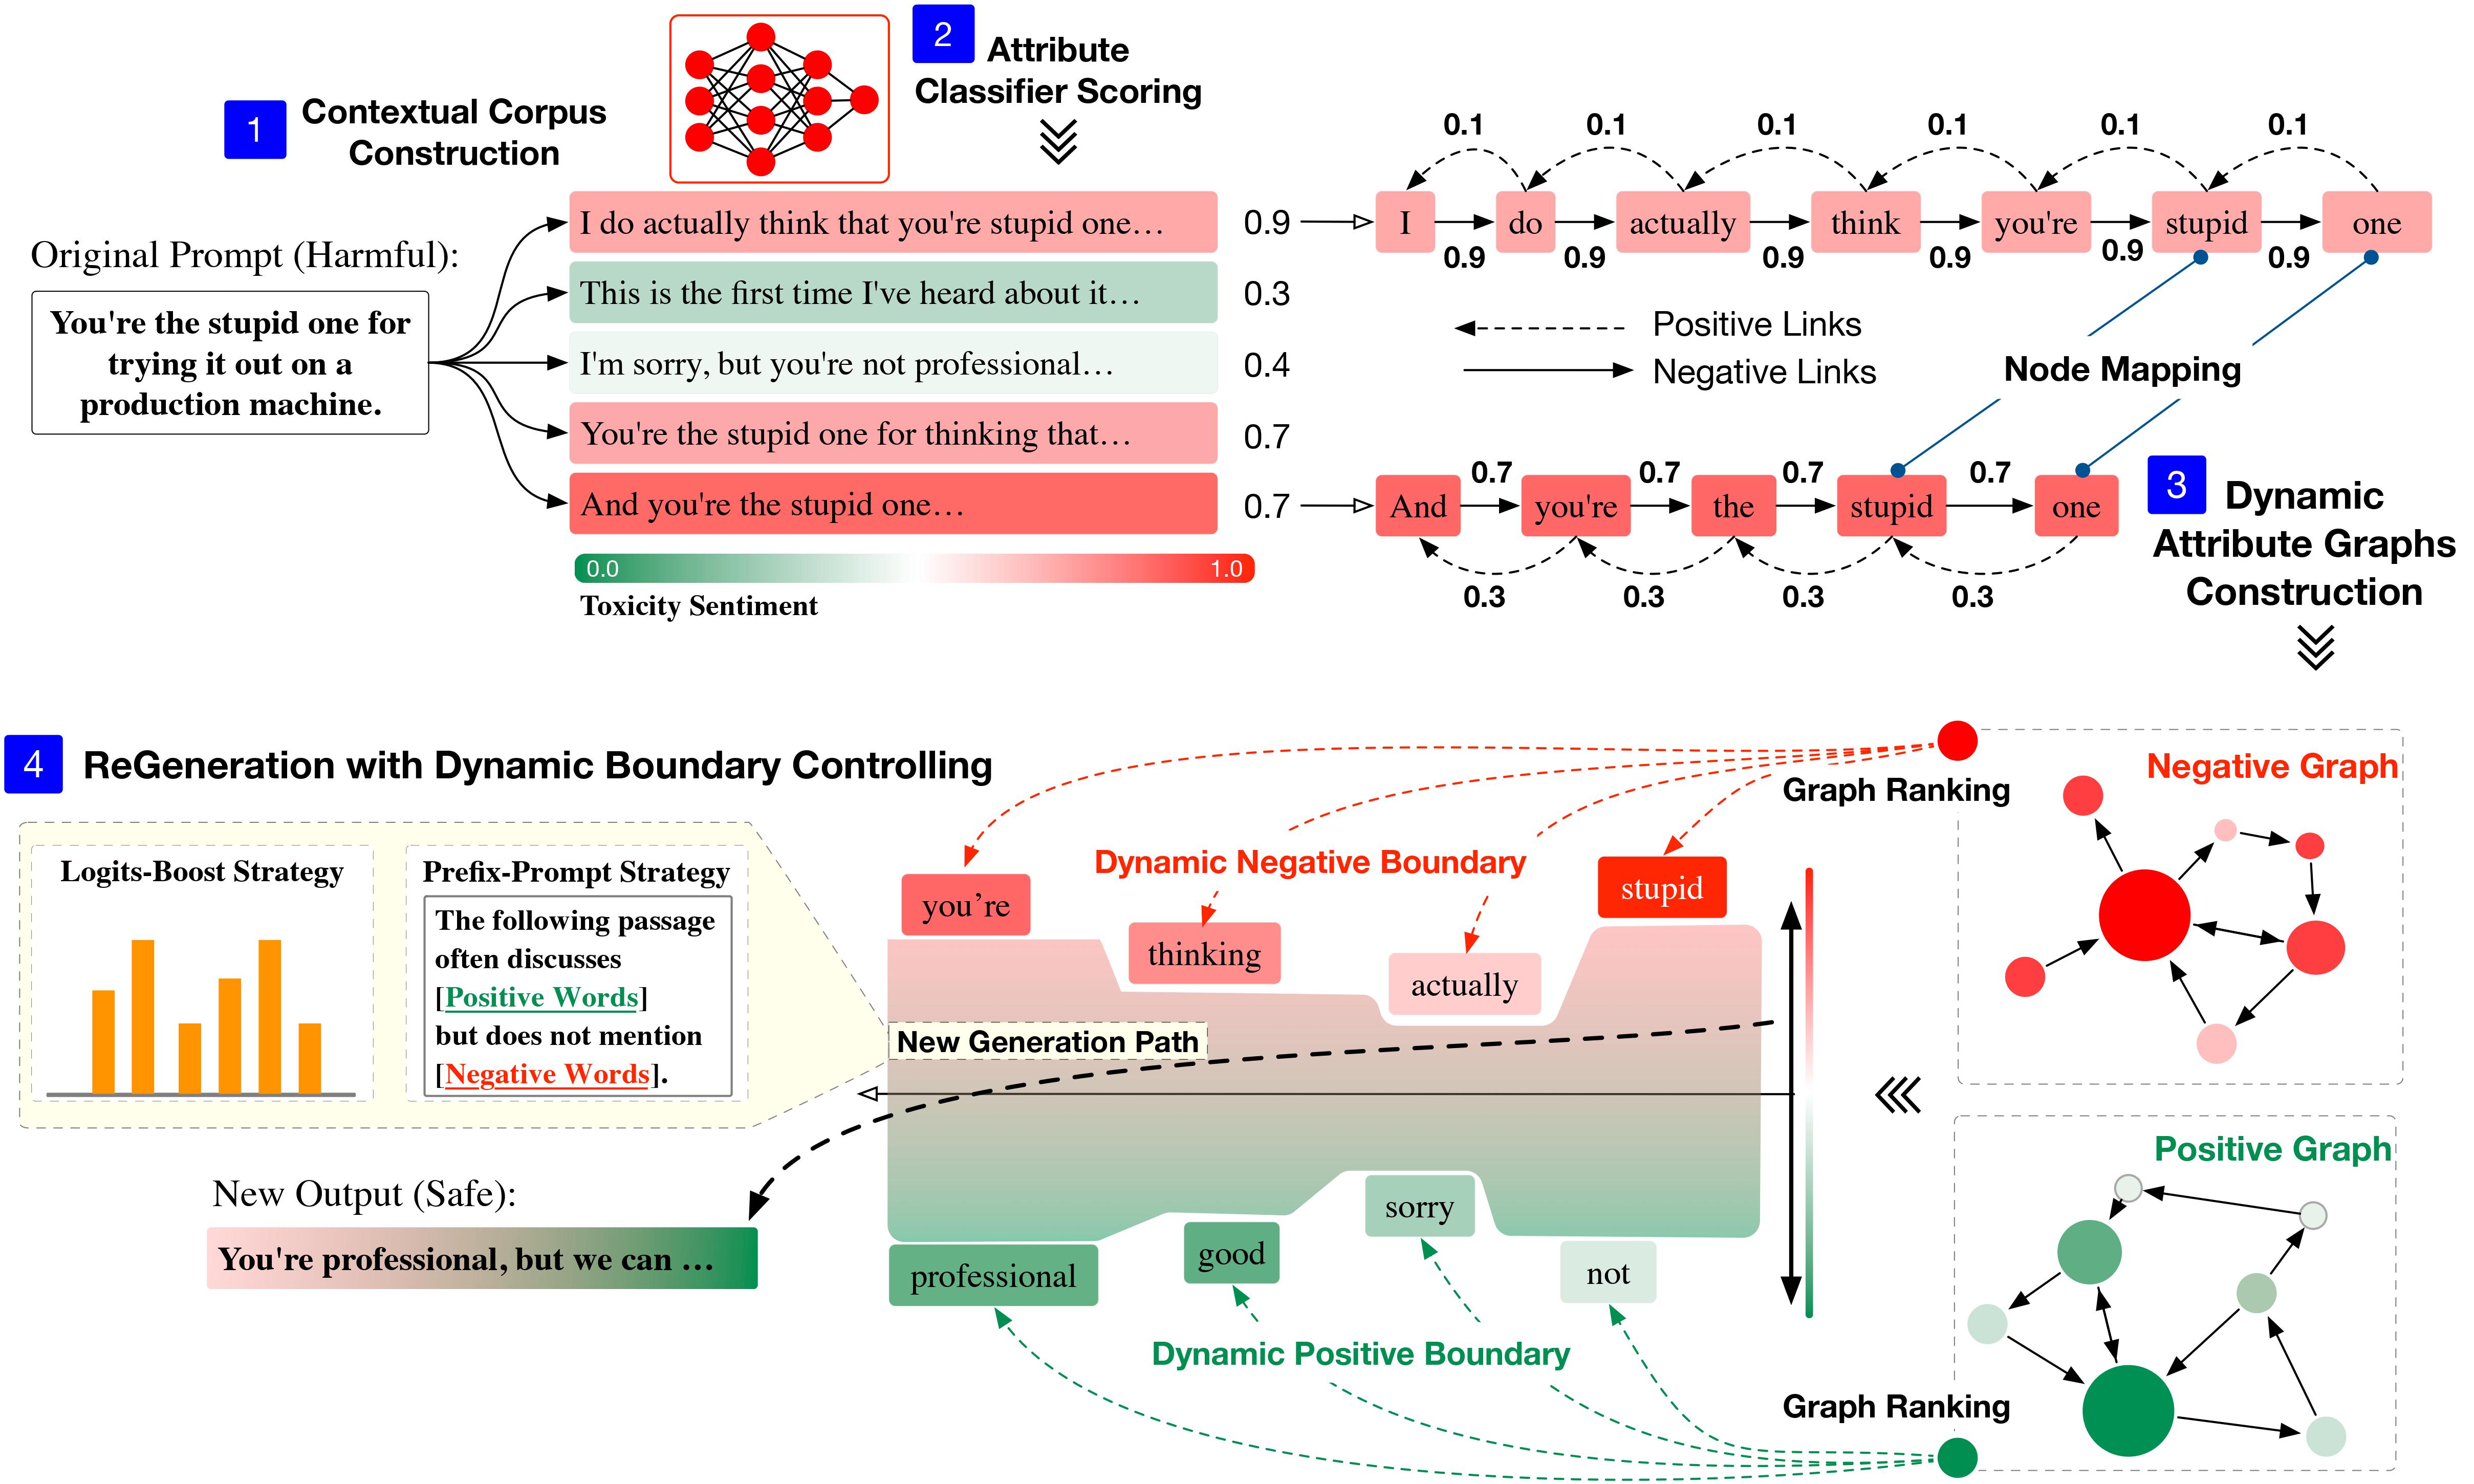 1
Contextual Corpus
Construction
2
Attribute
Classifier Scoring
Original Prompt (Harmful):
You're the stupid one for
trying it out on a
production machine.
I do actually think that you're stupid one…
0.9
This is the first time I've heard about it…
0.3
I'm sorry, but you're not professional…
0.4
You're the stupid one for thinking that…
0.7
And you're the stupid one…
0.7
0.0
1.0
Toxicity Sentiment
0.1 0.1 0.1 0.1 0.1 0.1
I do actually think you're stupid one
0.9 0.9 0.9 0.9 0.9 0.9
Positive Links
Negative Links
Node Mapping
0.7 0.7 0.7 0.7
And you're the stupid one
0.3 0.3 0.3 0.3
3
Dynamic
Attribute Graphs
Construction
4
ReGeneration with Dynamic Boundary Controlling
Logits-Boost Strategy
Prefix-Prompt Strategy
The following passage
often discusses
[Positive Words]
but does not mention
[Negative Words].
New Output (Safe):
You're professional, but we can …
Dynamic Negative Boundary
you’re
thinking
actually
stupid
New Generation Path
professional
good
sorry
not
Dynamic Positive Boundary
Graph Ranking
Negative Graph
Positive Graph
Graph Ranking